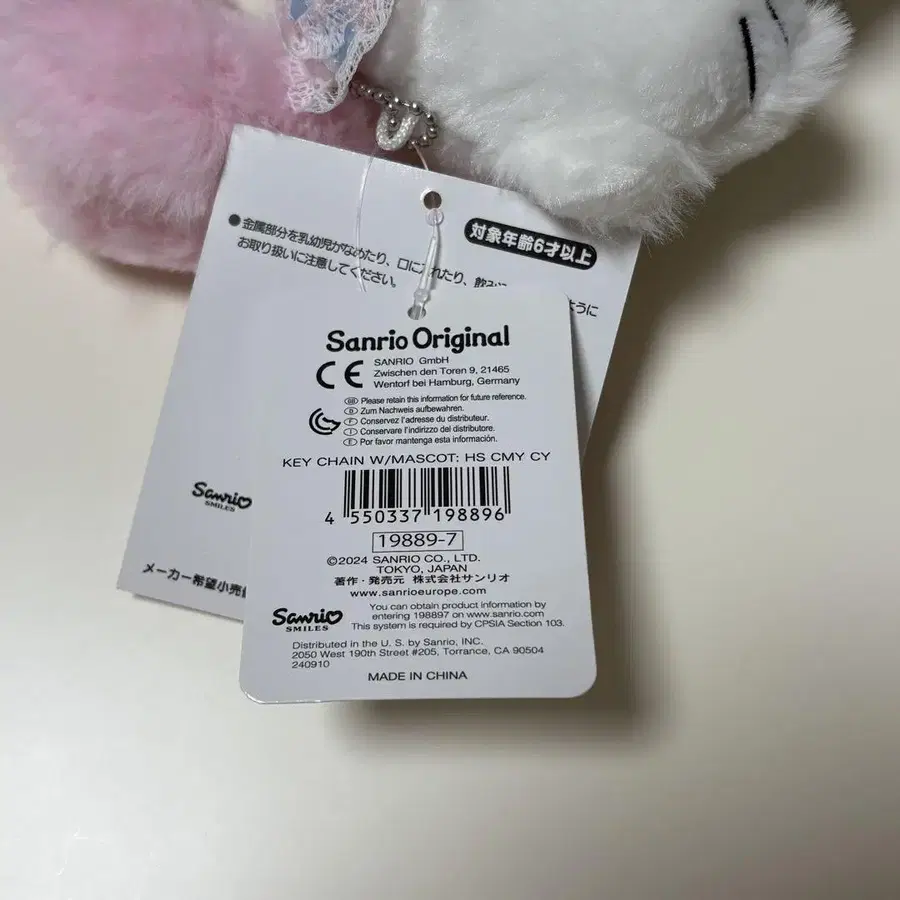 対象年齢6才以上
●金属部分を乳幼児がなめたり、口に入れたり、飲み
ように
お取り扱いに注意してください。
Sanrio Original
CE
SANRIO GmbH
Zwischen den Toren 9, 21465
Wentorf bei Hamburg, Germany
GB Please retain this information for future reference.
D Zum Nachweis aufbewahren.
F Conservez l'adresse du distributeur.
I Conservare l'indirizzo del distributore.
E Por favor mantenga esta información.
KEY CHAIN W/MASCOT: HS CMY CY
4 550337 198896
19889-7
©2024 SANRIO CO., LTD.
TOKYO, JAPAN
著作・発売元 株式会社サンリオ
www.sanrioeurope.com
Sanrio
SMILES
You can obtain product information by
entering 198897 on www.sanrio.com.
This system is required by CPSIA Section 103.
Distributed in the U. S. by Sanrio, INC.
2050 West 190th Street #205, Torrance, CA 90504
240910
MADE IN CHINA
Sanrio
SMILES
メーカー希望小売